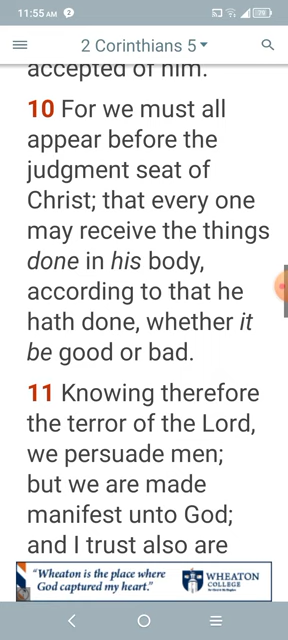 11:55 AM 2 79
2 Corinthians 5
accepted of him.
10 For we must all
appear before the
judgment seat of
Christ; that every one
may receive the things
done in his body,
according to that he
hath done, whether it
be good or bad.
11 Knowing therefore
the terror of the Lord,
we persuade men;
but we are made
manifest unto God;
and I trust also are
"Wheaton is the place where
God captured my heart."
WHEATON
COLLEGE